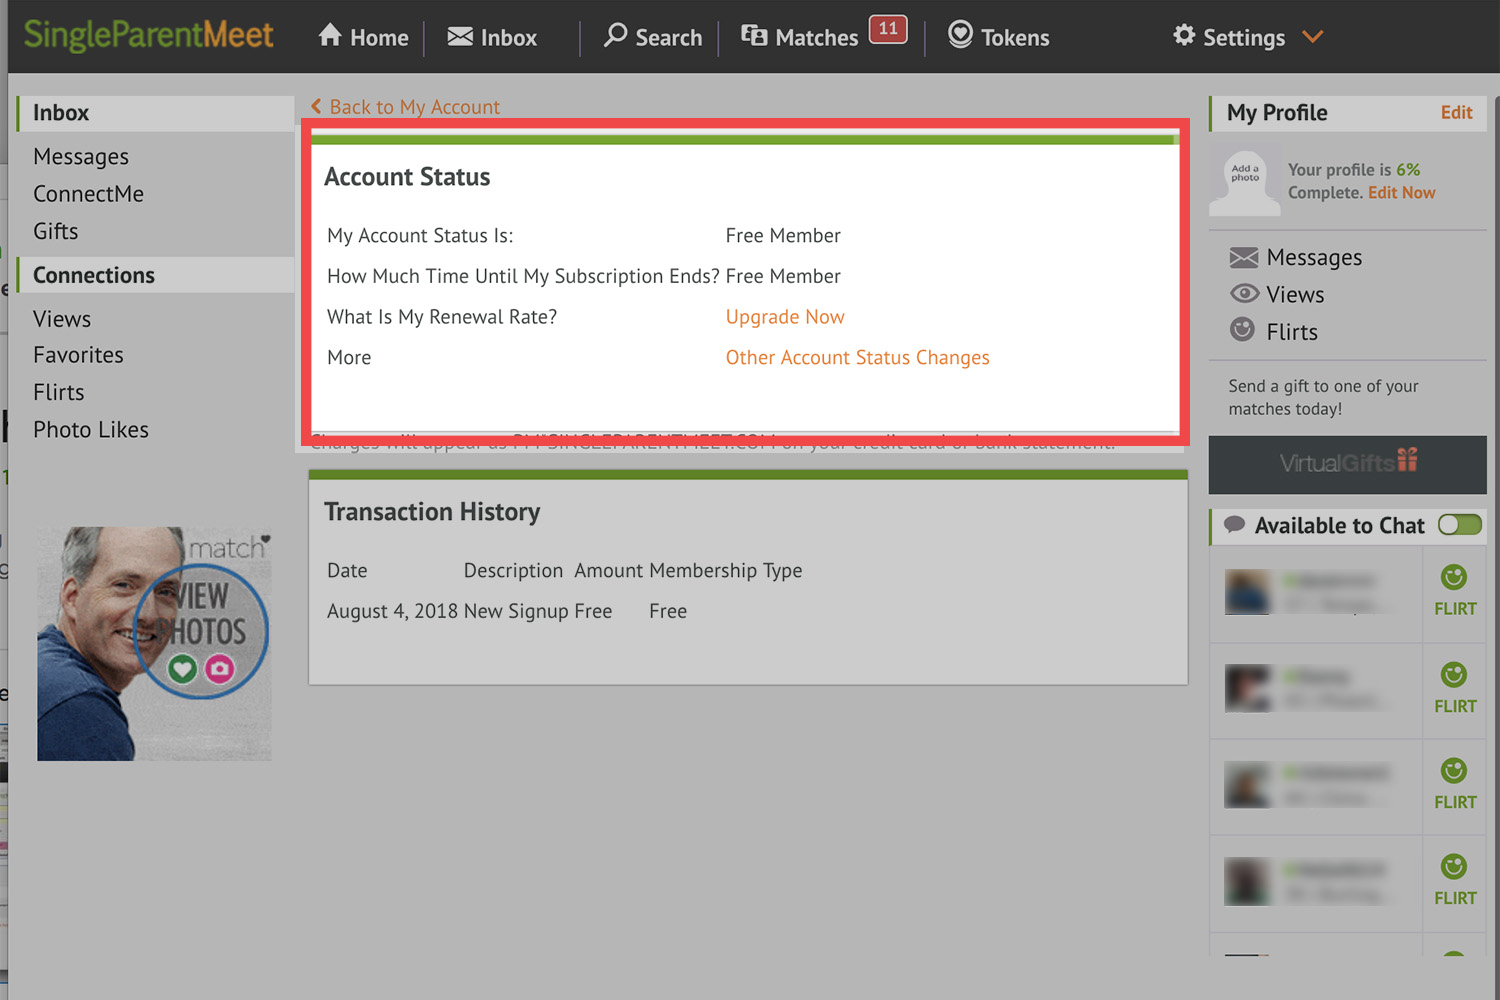 SingleParentMeet
Home
Inbox
Search
Matches
11
Tokens
Settings
Inbox
Messages
ConnectMe
Gifts
Connections
Views
Favorites
Flirts
Photo Likes
match
VIEW
PHOTOS
Back to My Account
Account Status
My Account Status Is: Free Member
How Much Time Until My Subscription Ends? Free Member
What Is My Renewal Rate? Upgrade Now
More Other Account Status Changes
Charges will appear as PM*SINGLEPARENTMEET.COM on your credit card or bank statement.
Transaction History
Date Description Amount Membership Type
August 4, 2018 New Signup Free Free
My Profile Edit
Add a
photo
Your profile is 6%
Complete. Edit Now
Messages
Views
Flirts
Send a gift to one of your
matches today!
VirtualGifts
Available to Chat
FLIRT
FLIRT
FLIRT
FLIRT